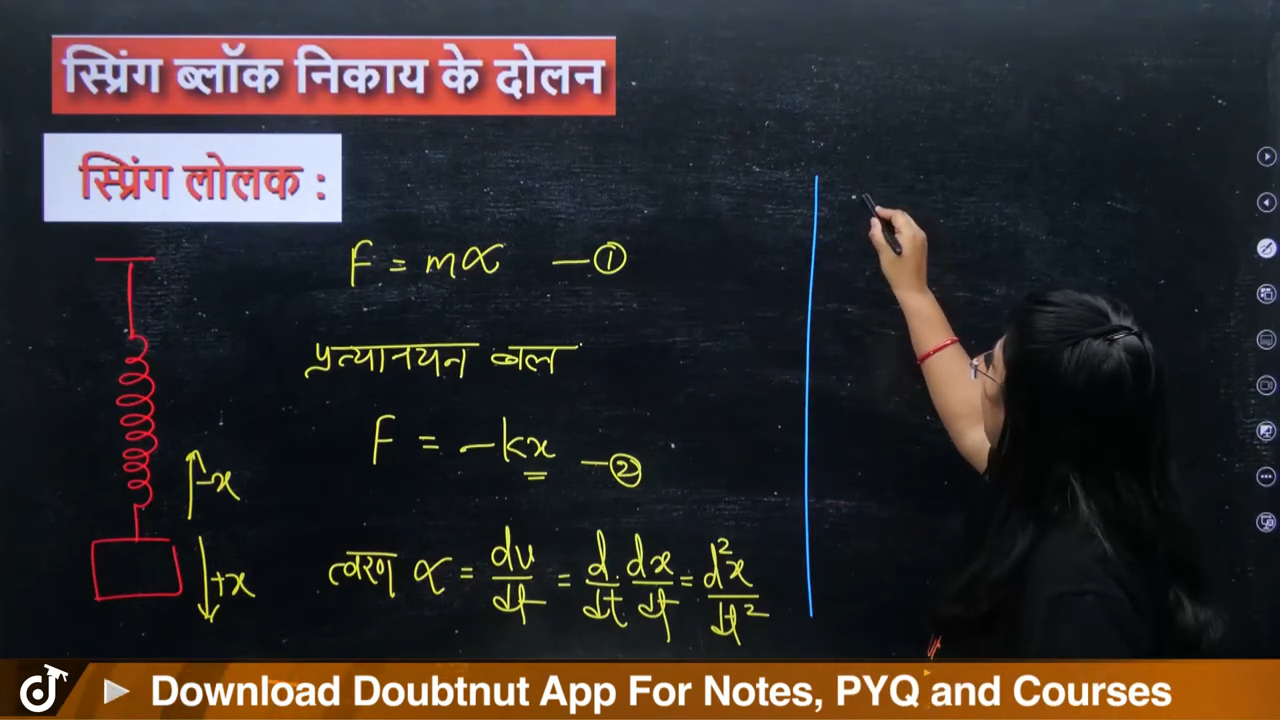 स्प्रिंग ब्लॉक निकाय के दोलन
स्प्रिंग लोलक :
F = mα —①
प्रत्यानयन बल
F = -kx —②
-x
+x
त्वरण α = dv/dt = d/dt dx/dt = d²x/dt²
Download Doubtnut App For Notes, PYQ and Courses